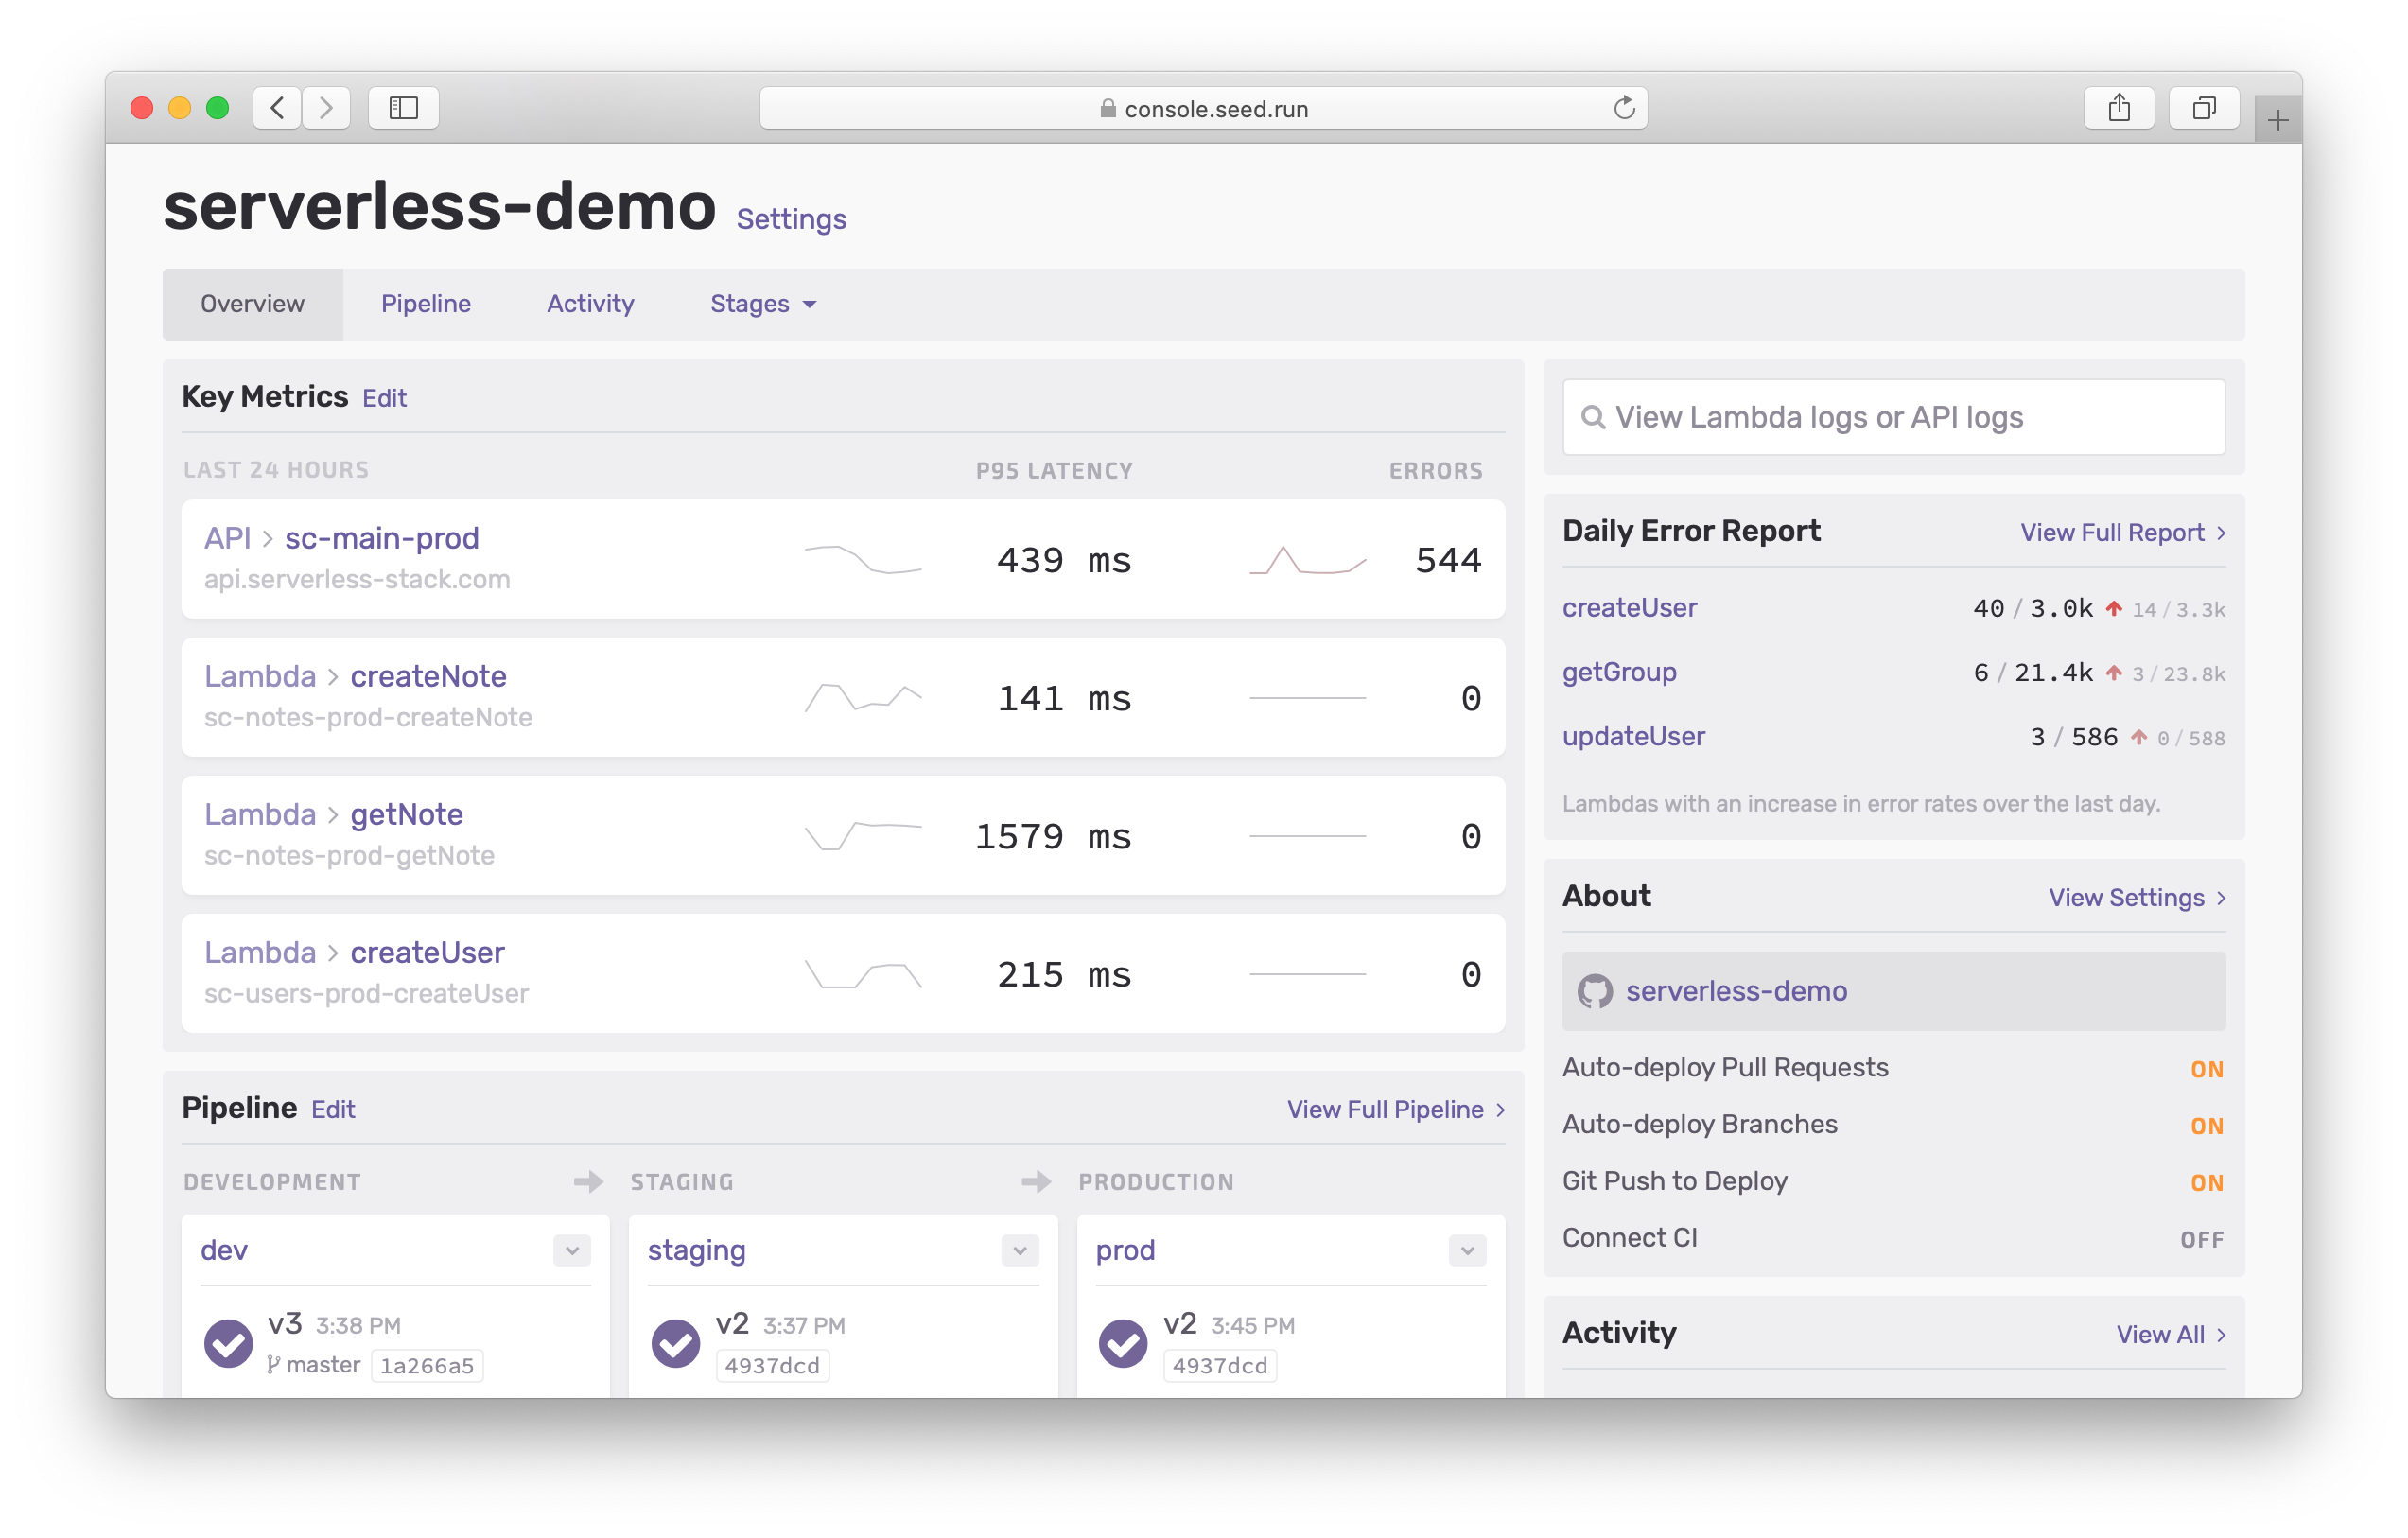 console.seed.run
serverless-demo Settings
Overview Pipeline Activity Stages
Key Metrics Edit
LAST 24 HOURS P95 LATENCY ERRORS
API > sc-main-prod
api.serverless-stack.com
439 ms 544
Lambda > createNote
sc-notes-prod-createNote
141 ms 0
Lambda > getNote
sc-notes-prod-getNote
1579 ms 0
Lambda > createUser
sc-users-prod-createUser
215 ms 0
Pipeline Edit View Full Pipeline >
DEVELOPMENT STAGING PRODUCTION
dev
v3 3:38 PM
master 1a266a5
staging
v2 3:37 PM
4937dcd
prod
v2 3:45 PM
4937dcd
View Lambda logs or API logs
Daily Error Report View Full Report >
createUser 40 / 3.0k 14 / 3.3k
getGroup 6 / 21.4k 3 / 23.8k
updateUser 3 / 586 0 / 588
Lambdas with an increase in error rates over the last day.
About View Settings >
serverless-demo
Auto-deploy Pull Requests ON
Auto-deploy Branches ON
Git Push to Deploy ON
Connect CI OFF
Activity View All >